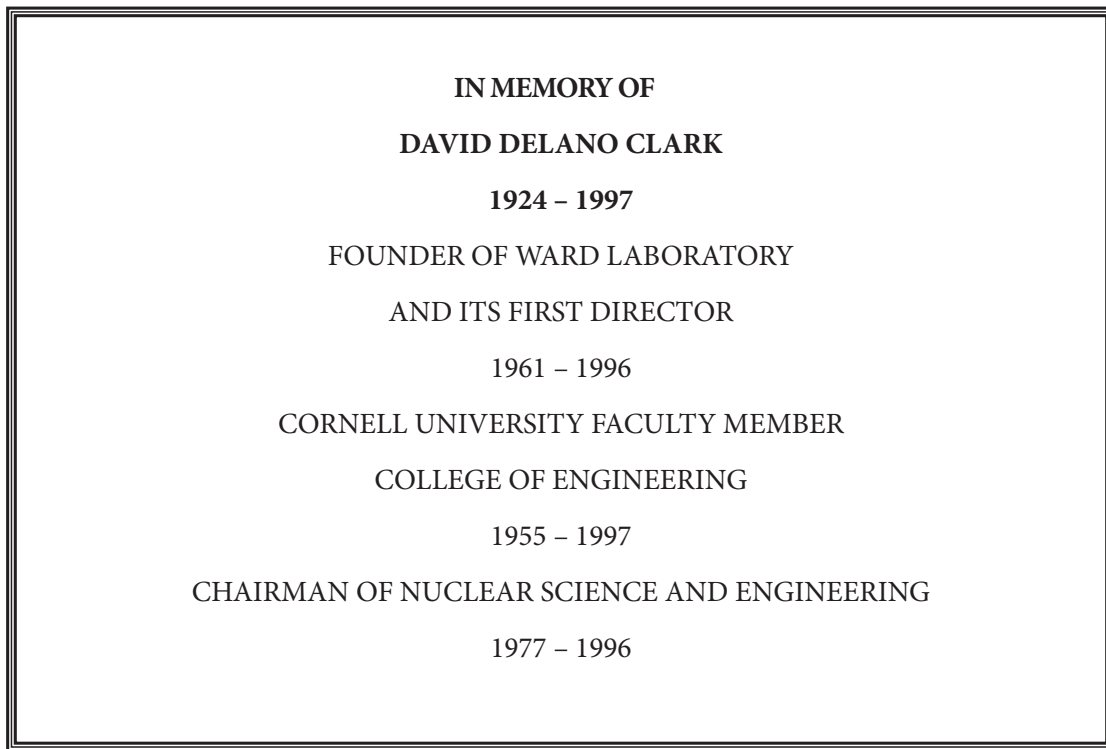 IN MEMORY OF
DAVID DELANO CLARK
1924 – 1997
FOUNDER OF WARD LABORATORY
AND ITS FIRST DIRECTOR
1961 – 1996
CORNELL UNIVERSITY FACULTY MEMBER
COLLEGE OF ENGINEERING
1955 – 1997
CHAIRMAN OF NUCLEAR SCIENCE AND ENGINEERING
1977 – 1996